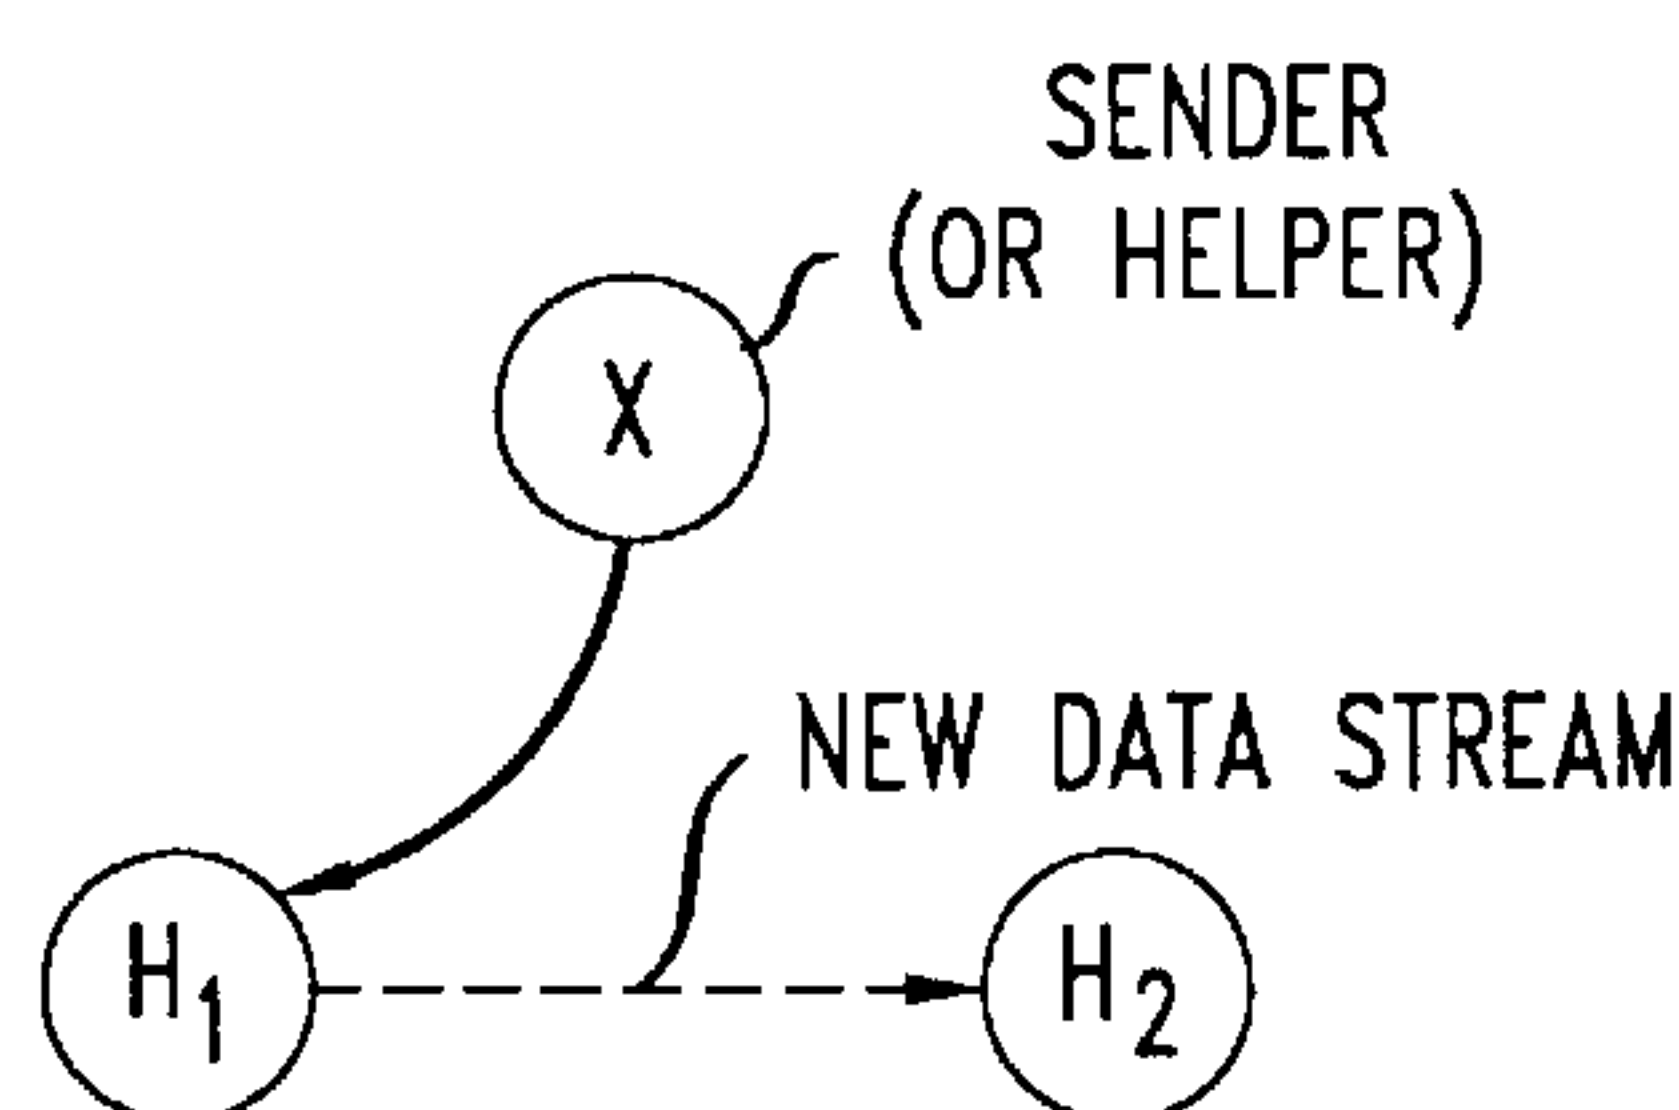 SENDER
(OR HELPER)
X
NEW DATA STREAM
H₁
H₂